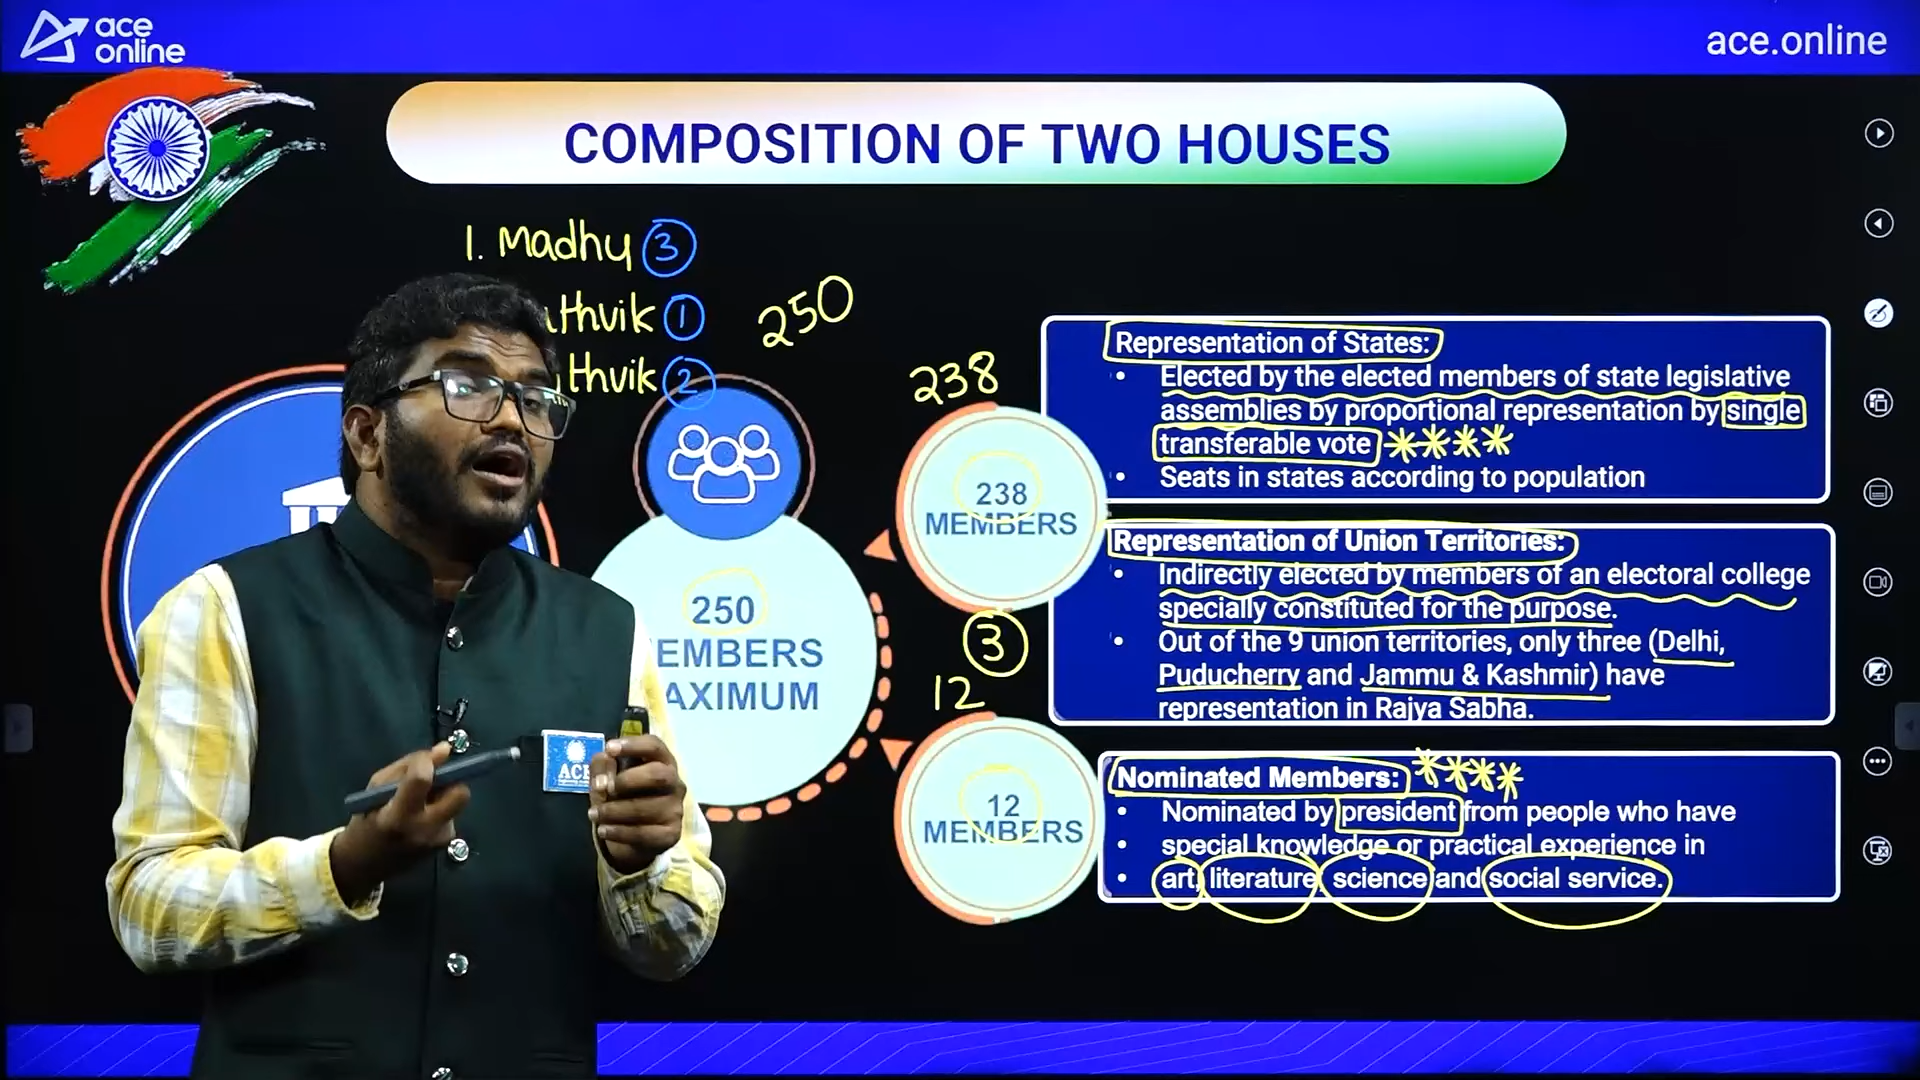 ace
online
ace.online
COMPOSITION OF TWO HOUSES
1. Madhu 3
thvik 1
thvik 2
250
250
EMBERS
AXIMUM
238
238
MEMBERS
Representation of States:
• Elected by the elected members of state legislative
assemblies by proportional representation by single
transferable vote ****
• Seats in states according to population
Representation of Union Territories:
• Indirectly elected by members of an electoral college
specially constituted for the purpose.
• Out of the 9 union territories, only three (Delhi,
Puducherry and Jammu & Kashmir) have
representation in Rajya Sabha.
3
12
12
MEMBERS
Nominated Members: ****
• Nominated by president from people who have
• special knowledge or practical experience in
• art, literature, science and social service.
ACE